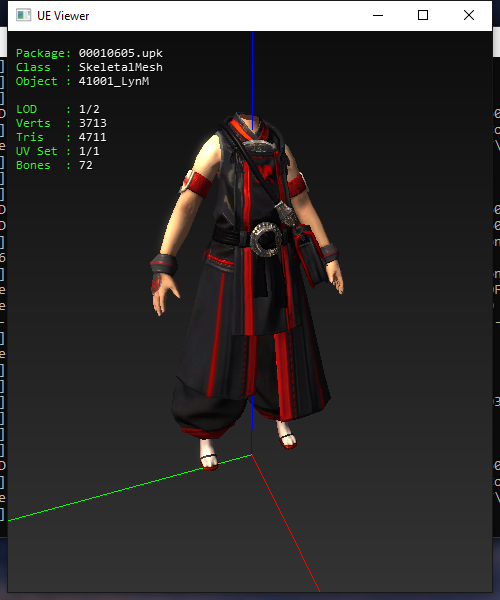 UE Viewer
Package: 00010605.upk
Class  : SkeletalMesh
Object : 41001_LynM
LOD    : 1/2
Verts  : 3713
Tris   : 4711
UV Set : 1/1
Bones  : 72